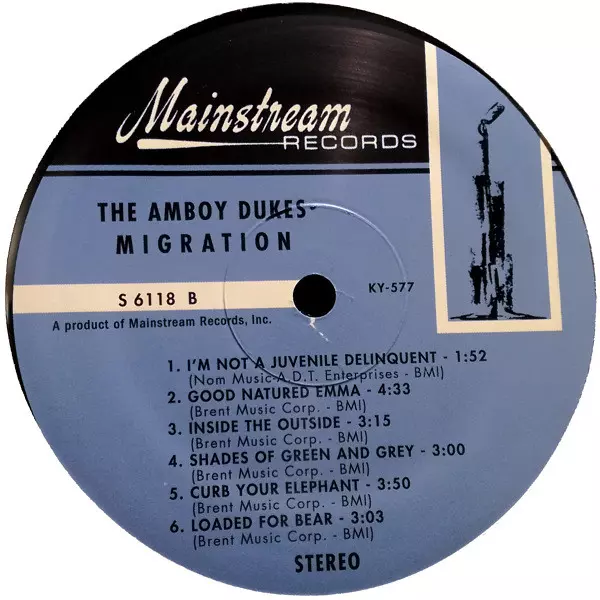 Mainstream
RECORDS
THE AMBOY DUKES-
MIGRATION
S 6118 B
KY-577
A product of Mainstream Records, Inc.
1. I'M NOT A JUVENILE DELINQUENT - 1:52
(Nom Music-A.D.T. Enterprises - BMI)
2. GOOD NATURED EMMA - 4:33
(Brent Music Corp. - BMI)
3. INSIDE THE OUTSIDE - 3:15
(Brent Music Corp. - BMI)
4. SHADES OF GREEN AND GREY - 3:00
(Brent Music Corp. - BMI)
5. CURB YOUR ELEPHANT - 3:50
(Brent Music Corp. - BMI)
6. LOADED FOR BEAR - 3:03
(Brent Music Corp. - BMI)
STEREO